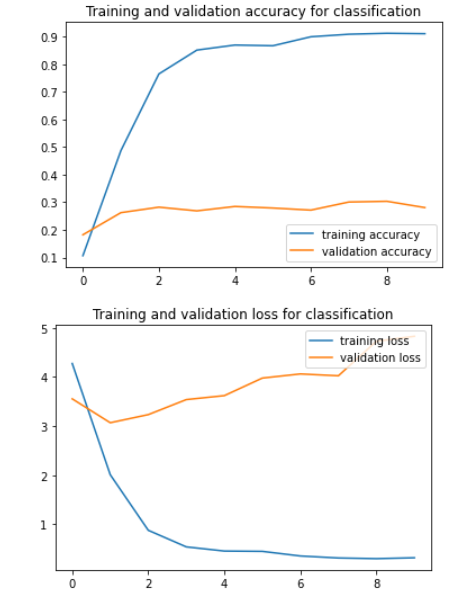 Training and validation accuracy for classification
0.9
0.8
0.7
0.6
0.5
0.4
0.3
0.2
0.1
training accuracy
validation accuracy
0 2 4 6 8
Training and validation loss for classification
5
4
3
2
1
training loss
validation loss
0 2 4 6 8